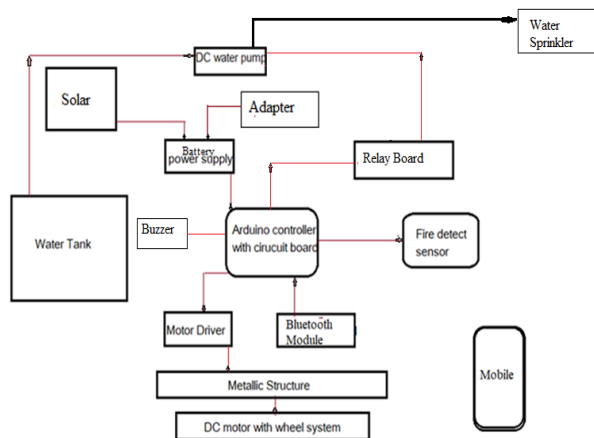 Water
Sprinkler
DC water pump
Solar
Adapter
Battery
power supply
Relay Board
Water Tank
Buzzer
Arduino controller
with cirucuit board
Fire detect
sensor
Motor Driver
Bluetooth
Module
Mobile
Metallic Structure
DC motor with wheel system